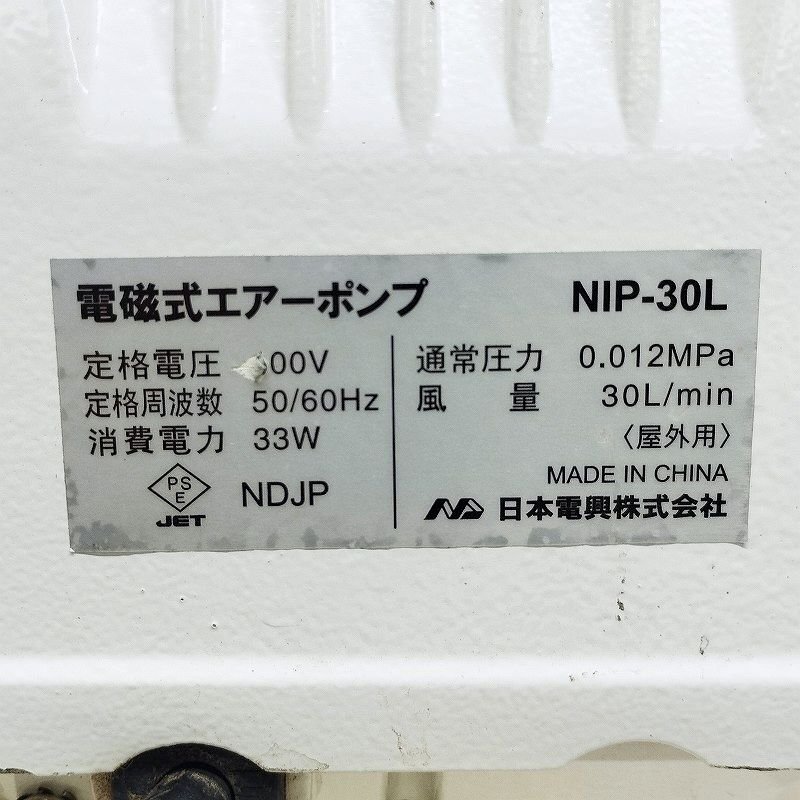 電磁式エアーポンプ NIP-30L
定格電圧 00V
定格周波数 50/60Hz
消費電力 33W
PS
E
JET
NDJP
通常圧力 0.012MPa
風量 30L/min
〈屋外用〉
MADE IN CHINA
日本電興株式会社